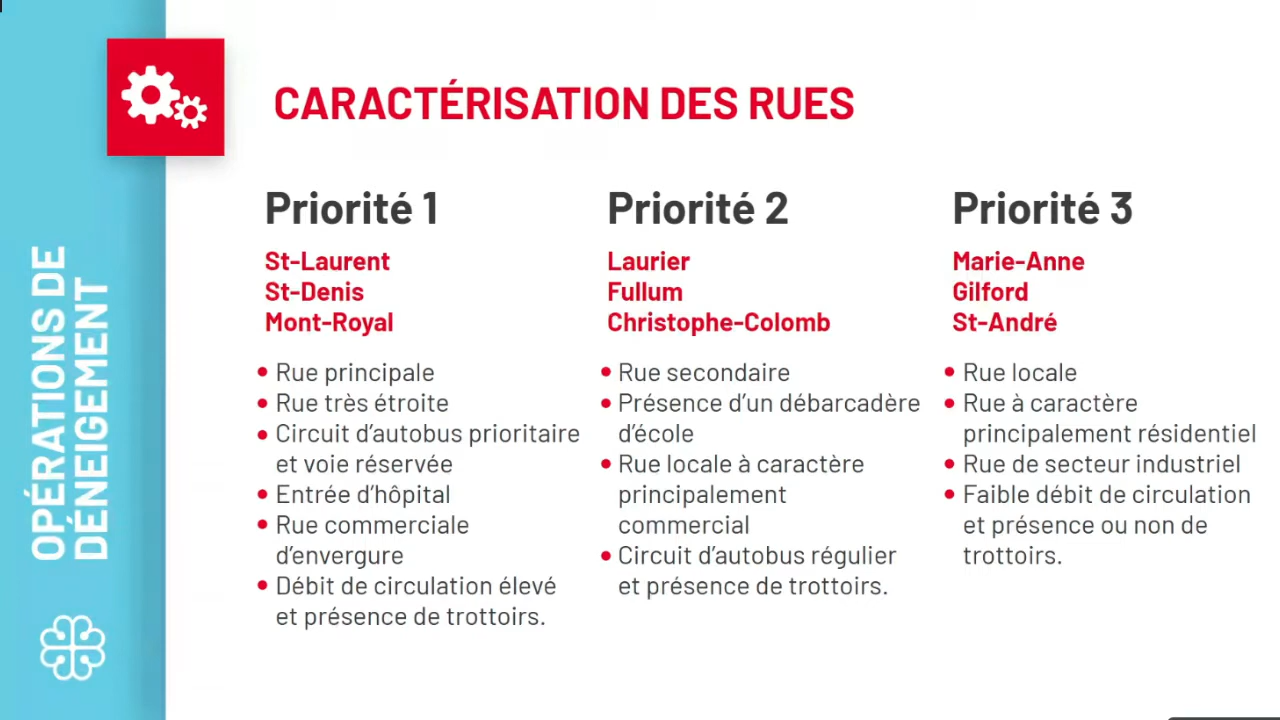 CARACTÉRISATION DES RUES
Priorité 1
St-Laurent
St-Denis
Mont-Royal
• Rue principale
• Rue très étroite
• Circuit d’autobus prioritaire
et voie réservée
• Entrée d’hôpital
• Rue commerciale
d’envergure
• Débit de circulation élevé
et présence de trottoirs.
Priorité 2
Laurier
Fullum
Christophe-Colomb
• Rue secondaire
• Présence d’un débarcadère
d’école
• Rue locale à caractère
principalement
commercial
• Circuit d’autobus régulier
et présence de trottoirs.
Priorité 3
Marie-Anne
Gilford
St-André
• Rue locale
• Rue à caractère
principalement résidentiel
• Rue de secteur industriel
• Faible débit de circulation
et présence ou non de
trottoirs.
OPÉRATIONS DE
DÉNEIGEMENT